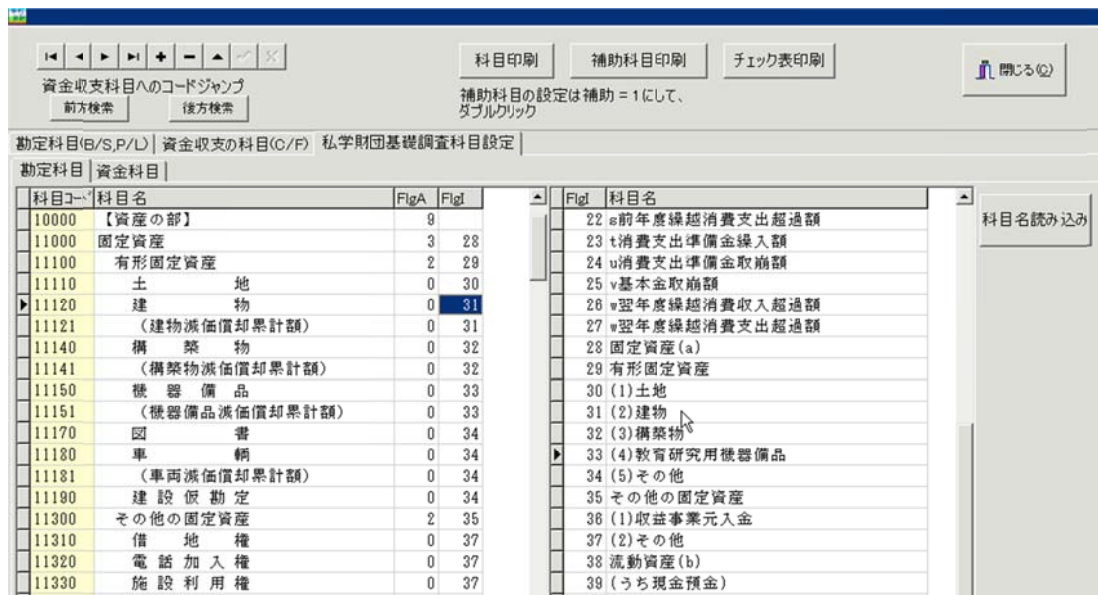 科目印刷 補助科目印刷 チェック表印刷 閉じる(C)
資金収支科目へのコードジャンプ
前方検索 後方検索
補助科目の設定は補助 = 1にして、
ダブルクリック
勘定科目(B/S,P/L) 資金収支の科目(C/F) 私学財団基礎調査科目設定
勘定科目 資金科目
科目コード 科目名 FlgA FlgI
10000 【資産の部】 9
11000 固定資産 3 28
11100 有形固定資産 2 29
11110 土 地 0 30
11120 建 物 0 31
11121 (建物減価償却累計額) 0 31
11140 構 築 物 0 32
11141 (構築物減価償却累計額) 0 32
11150 機 器 備 品 0 33
11151 (機器備品減価償却累計額) 0 33
11170 図 書 0 34
11180 車 輌 0 34
11181 (車両減価償却累計額) 0 34
11190 建 設 仮 勘 定 0 34
11300 その他の固定資産 2 35
11310 借 地 権 0 37
11320 電 話 加 入 権 0 37
11330 施 設 利 用 権 0 37
FlgI 科目名
22 s前年度繰越消費支出超過額
23 t消費支出準備金繰入額
24 u消費支出準備金取崩額
25 v基本金取崩額
26 w翌年度繰越消費収入超過額
27 w翌年度繰越消費支出超過額
28 固定資産(a)
29 有形固定資産
30 (1)土地
31 (2)建物
32 (3)構築物
33 (4)教育研究用機器備品
34 (5)その他
35 その他の固定資産
36 (1)収益事業元入金
37 (2)その他
38 流動資産(b)
39 (うち現金預金)
科目名読み込み